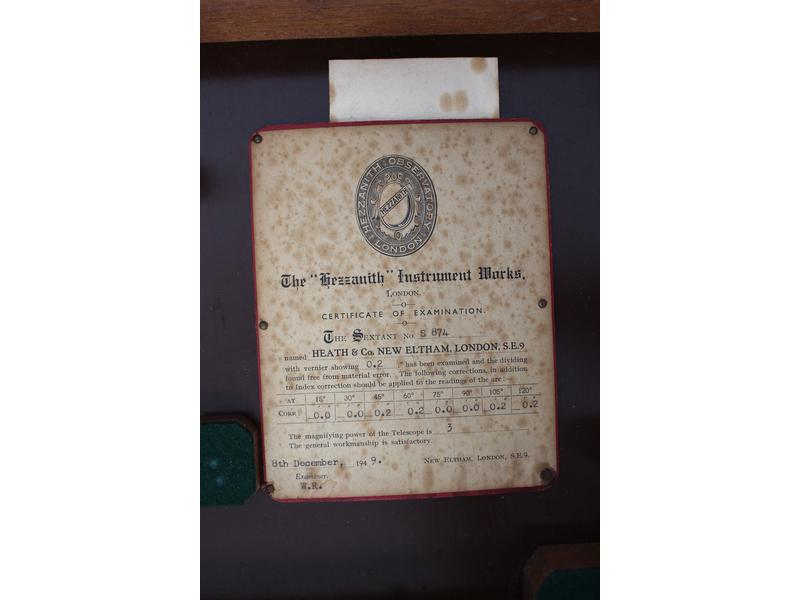 HEZZANITH OBSERVATORY
LONDON
HEZZANITH
The "Hezzanith" Instrument Works,
LONDON.
—o—
CERTIFICATE OF EXAMINATION.
—o—
THE SEXTANT No. S 874
named HEATH & Co. NEW ELTHAM, LONDON, S.E.9
with vernier showing 0.2 ' has been examined and the dividing
found free from material error. The following corrections, in addition
to Index correction should be applied to the readings of the arc:
AT 15° 30° 45° 60° 75° 90° 105° 120°
CORR 0.0 0.0 0.2 0.2 0.0 0.0 0.2 0.2
The magnifying power of the Telescope is 3
The general workmanship is satisfactory.
8th December, 1949.
NEW ELTHAM, LONDON, S.E.9.
Examiner.
W.R.